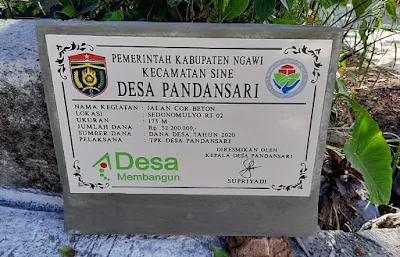 PEMERINTAH KABUPATEN NGAWI
KECAMATAN SINE
DESA PANDANSARI
NAMA KEGIATAN : JALAN COR BETON
LOKASI : SEDONOMULYO RT 02
UKURAN : 171 M
JUMLAH DANA : Rp. 52.200.000,-
SUMBER DANA : DANA DESA TAHUN 2020
PELAKSANA : TPK DESA PANDANSARI
DIRESMIKAN OLEH
KEPALA DESA PANDANSARI
SUPRIYADI
Desa
Membangun